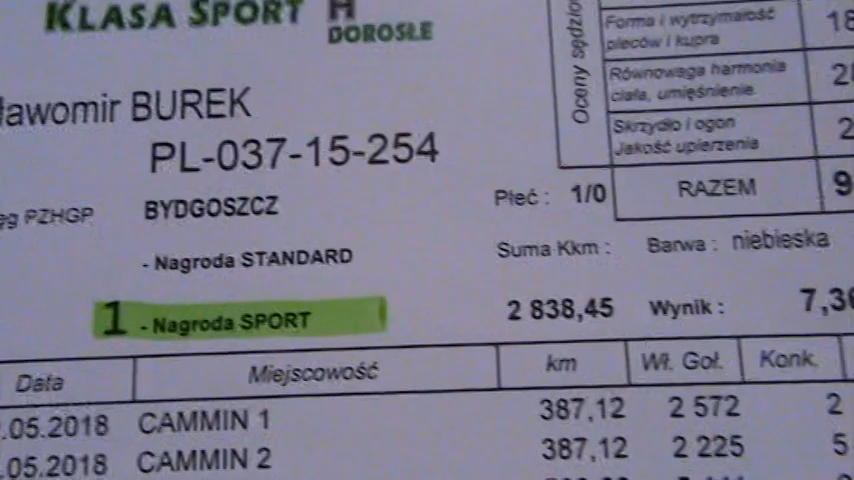 KLASA SPORT H
DOROSŁE
Oceny
Forma i wytrzymałość
pleców i kupra
18
Równowaga harmonia
ciała, umięśnienie
Skrzydło i ogon
Jakość upierzenia
2
RAZEM 9
BUREK
PL-037-15-254
PZHGP BYDGOSZCZ
Płeć : 1/0
- Nagroda STANDARD
Suma Kkm : Barwa : niebieska
1 - Nagroda SPORT
2 838,45 Wynik : 7,3
Data Miejscowość km Wł. Goł. Konk.
.05.2018 CAMMIN 1 387,12 2 572 2
.05.2018 CAMMIN 2 387,12 2 225 5